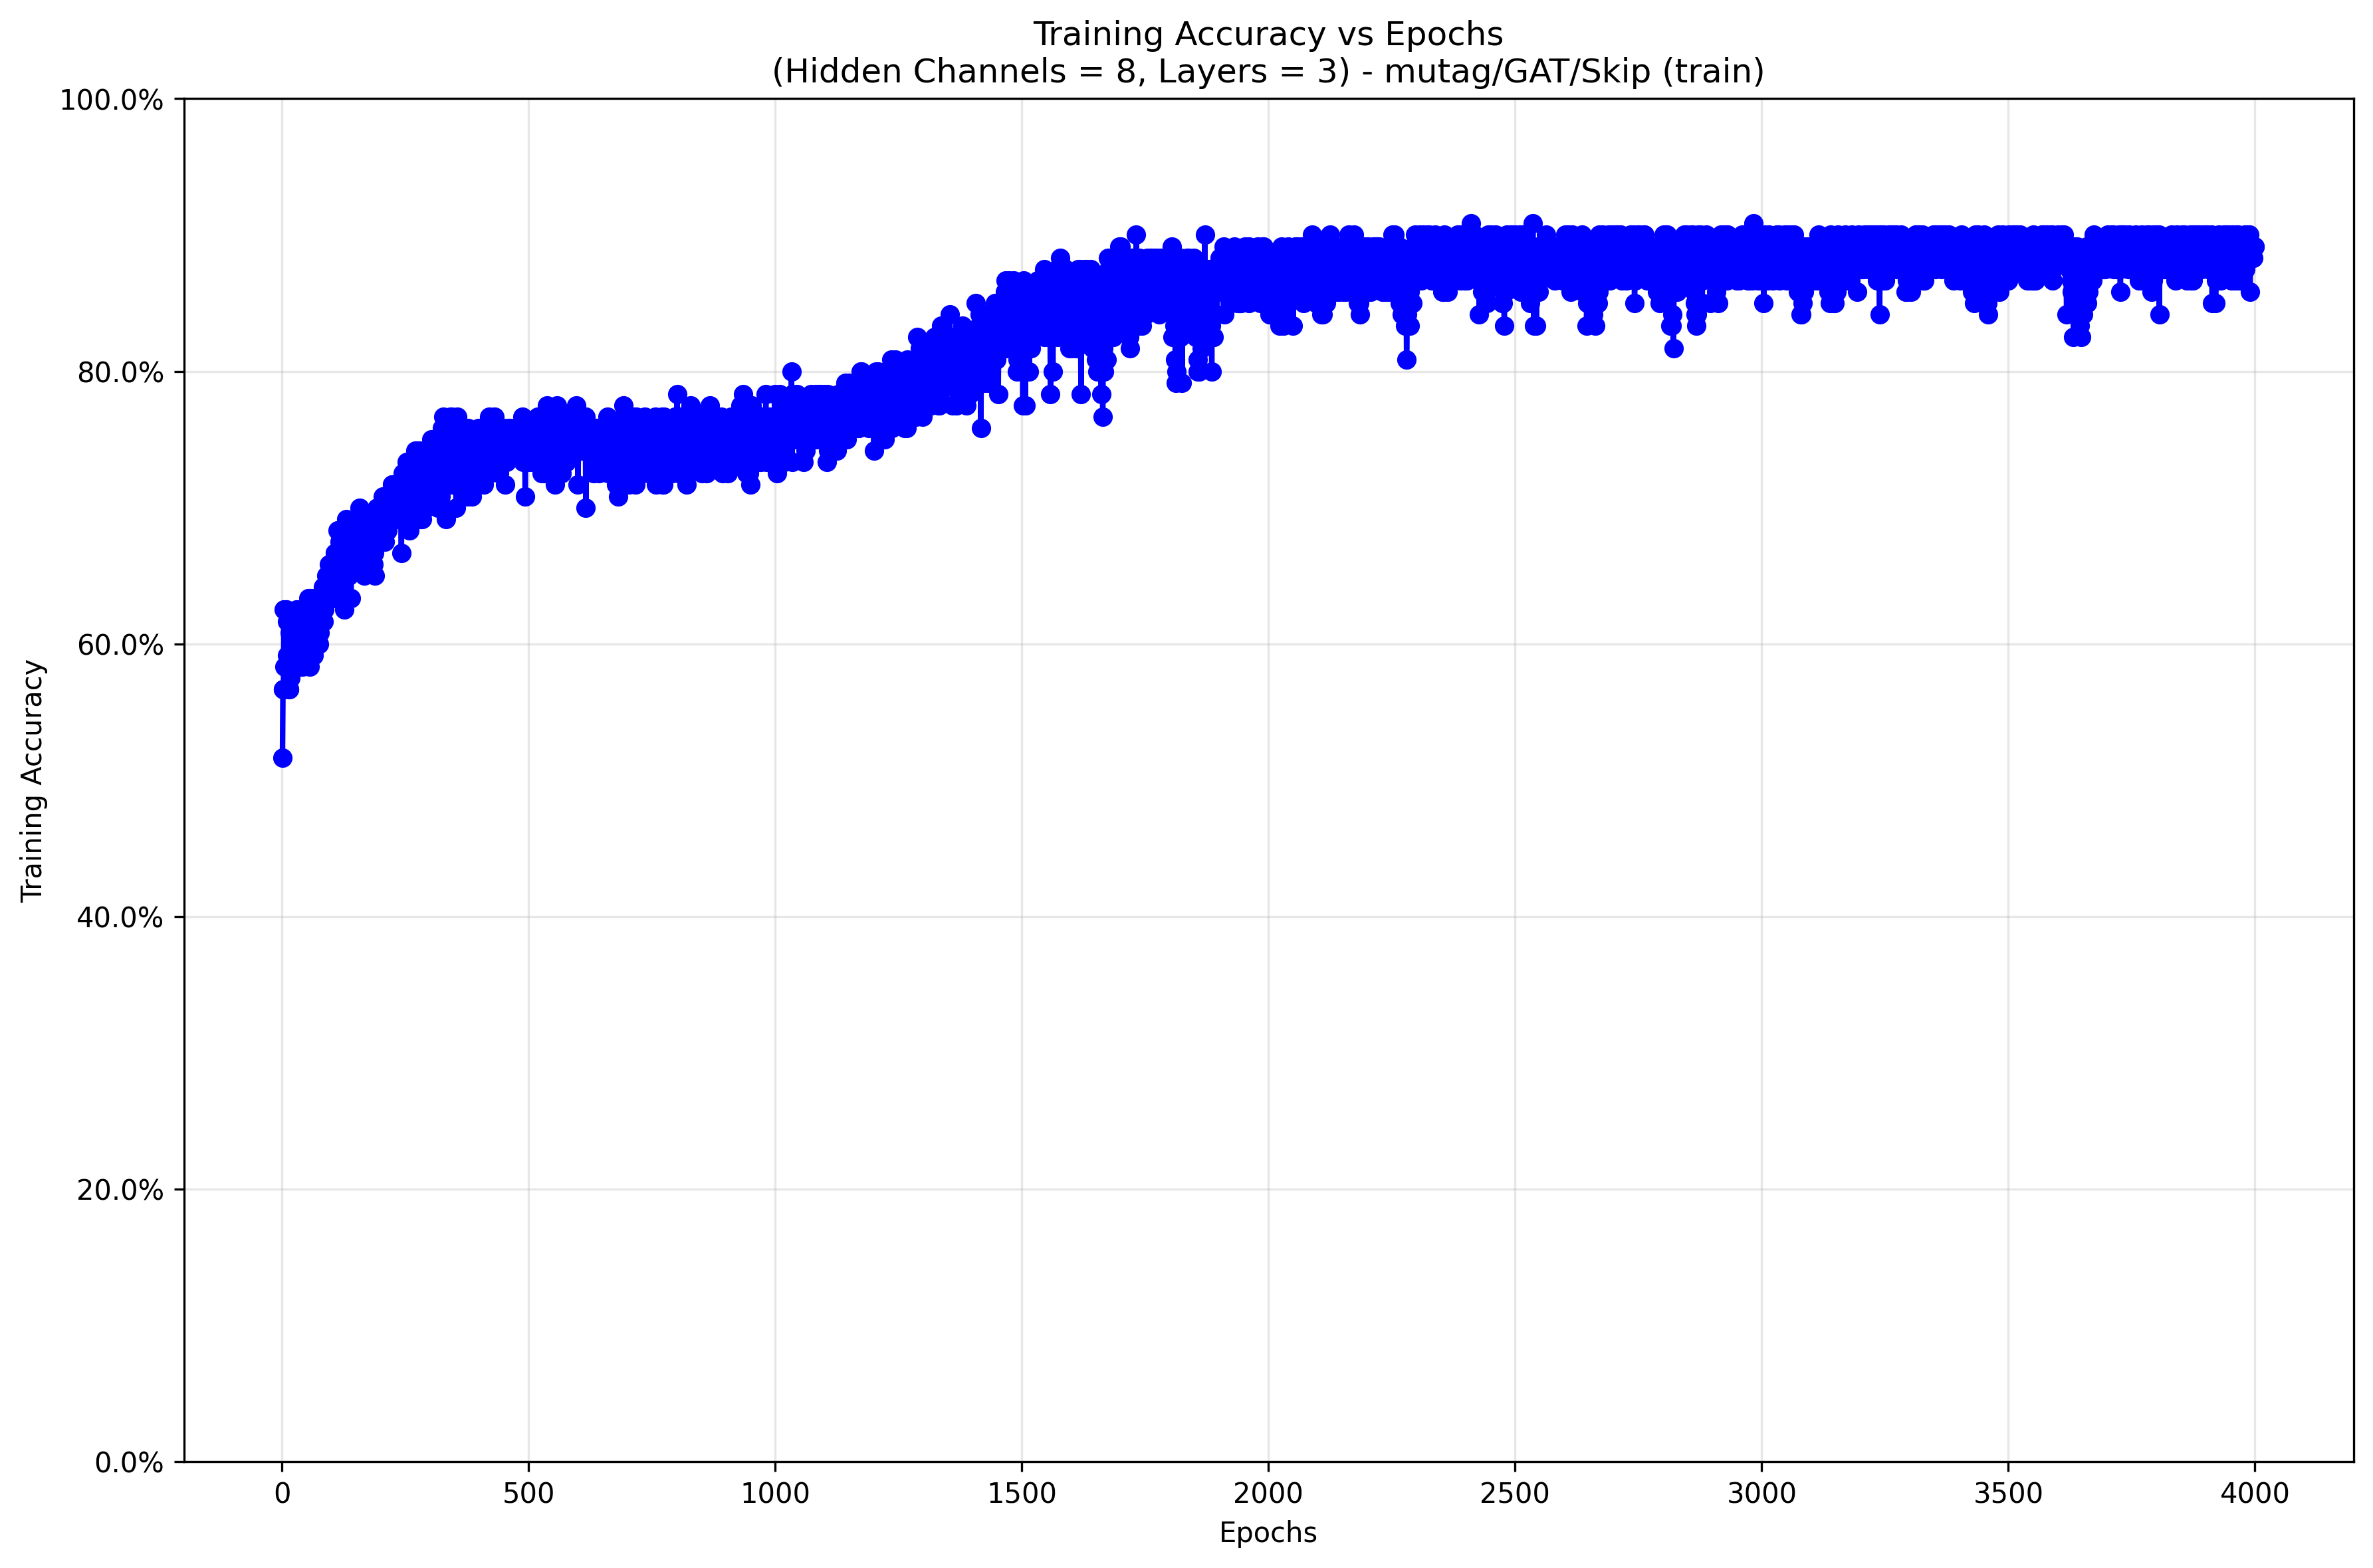 Training Accuracy vs Epochs
(Hidden Channels = 8, Layers = 3) - mutag/GAT/Skip (train)
100.0%
80.0%
60.0%
40.0%
20.0%
0.0%
Training Accuracy
0 500 1000 1500 2000 2500 3000 3500 4000
Epochs